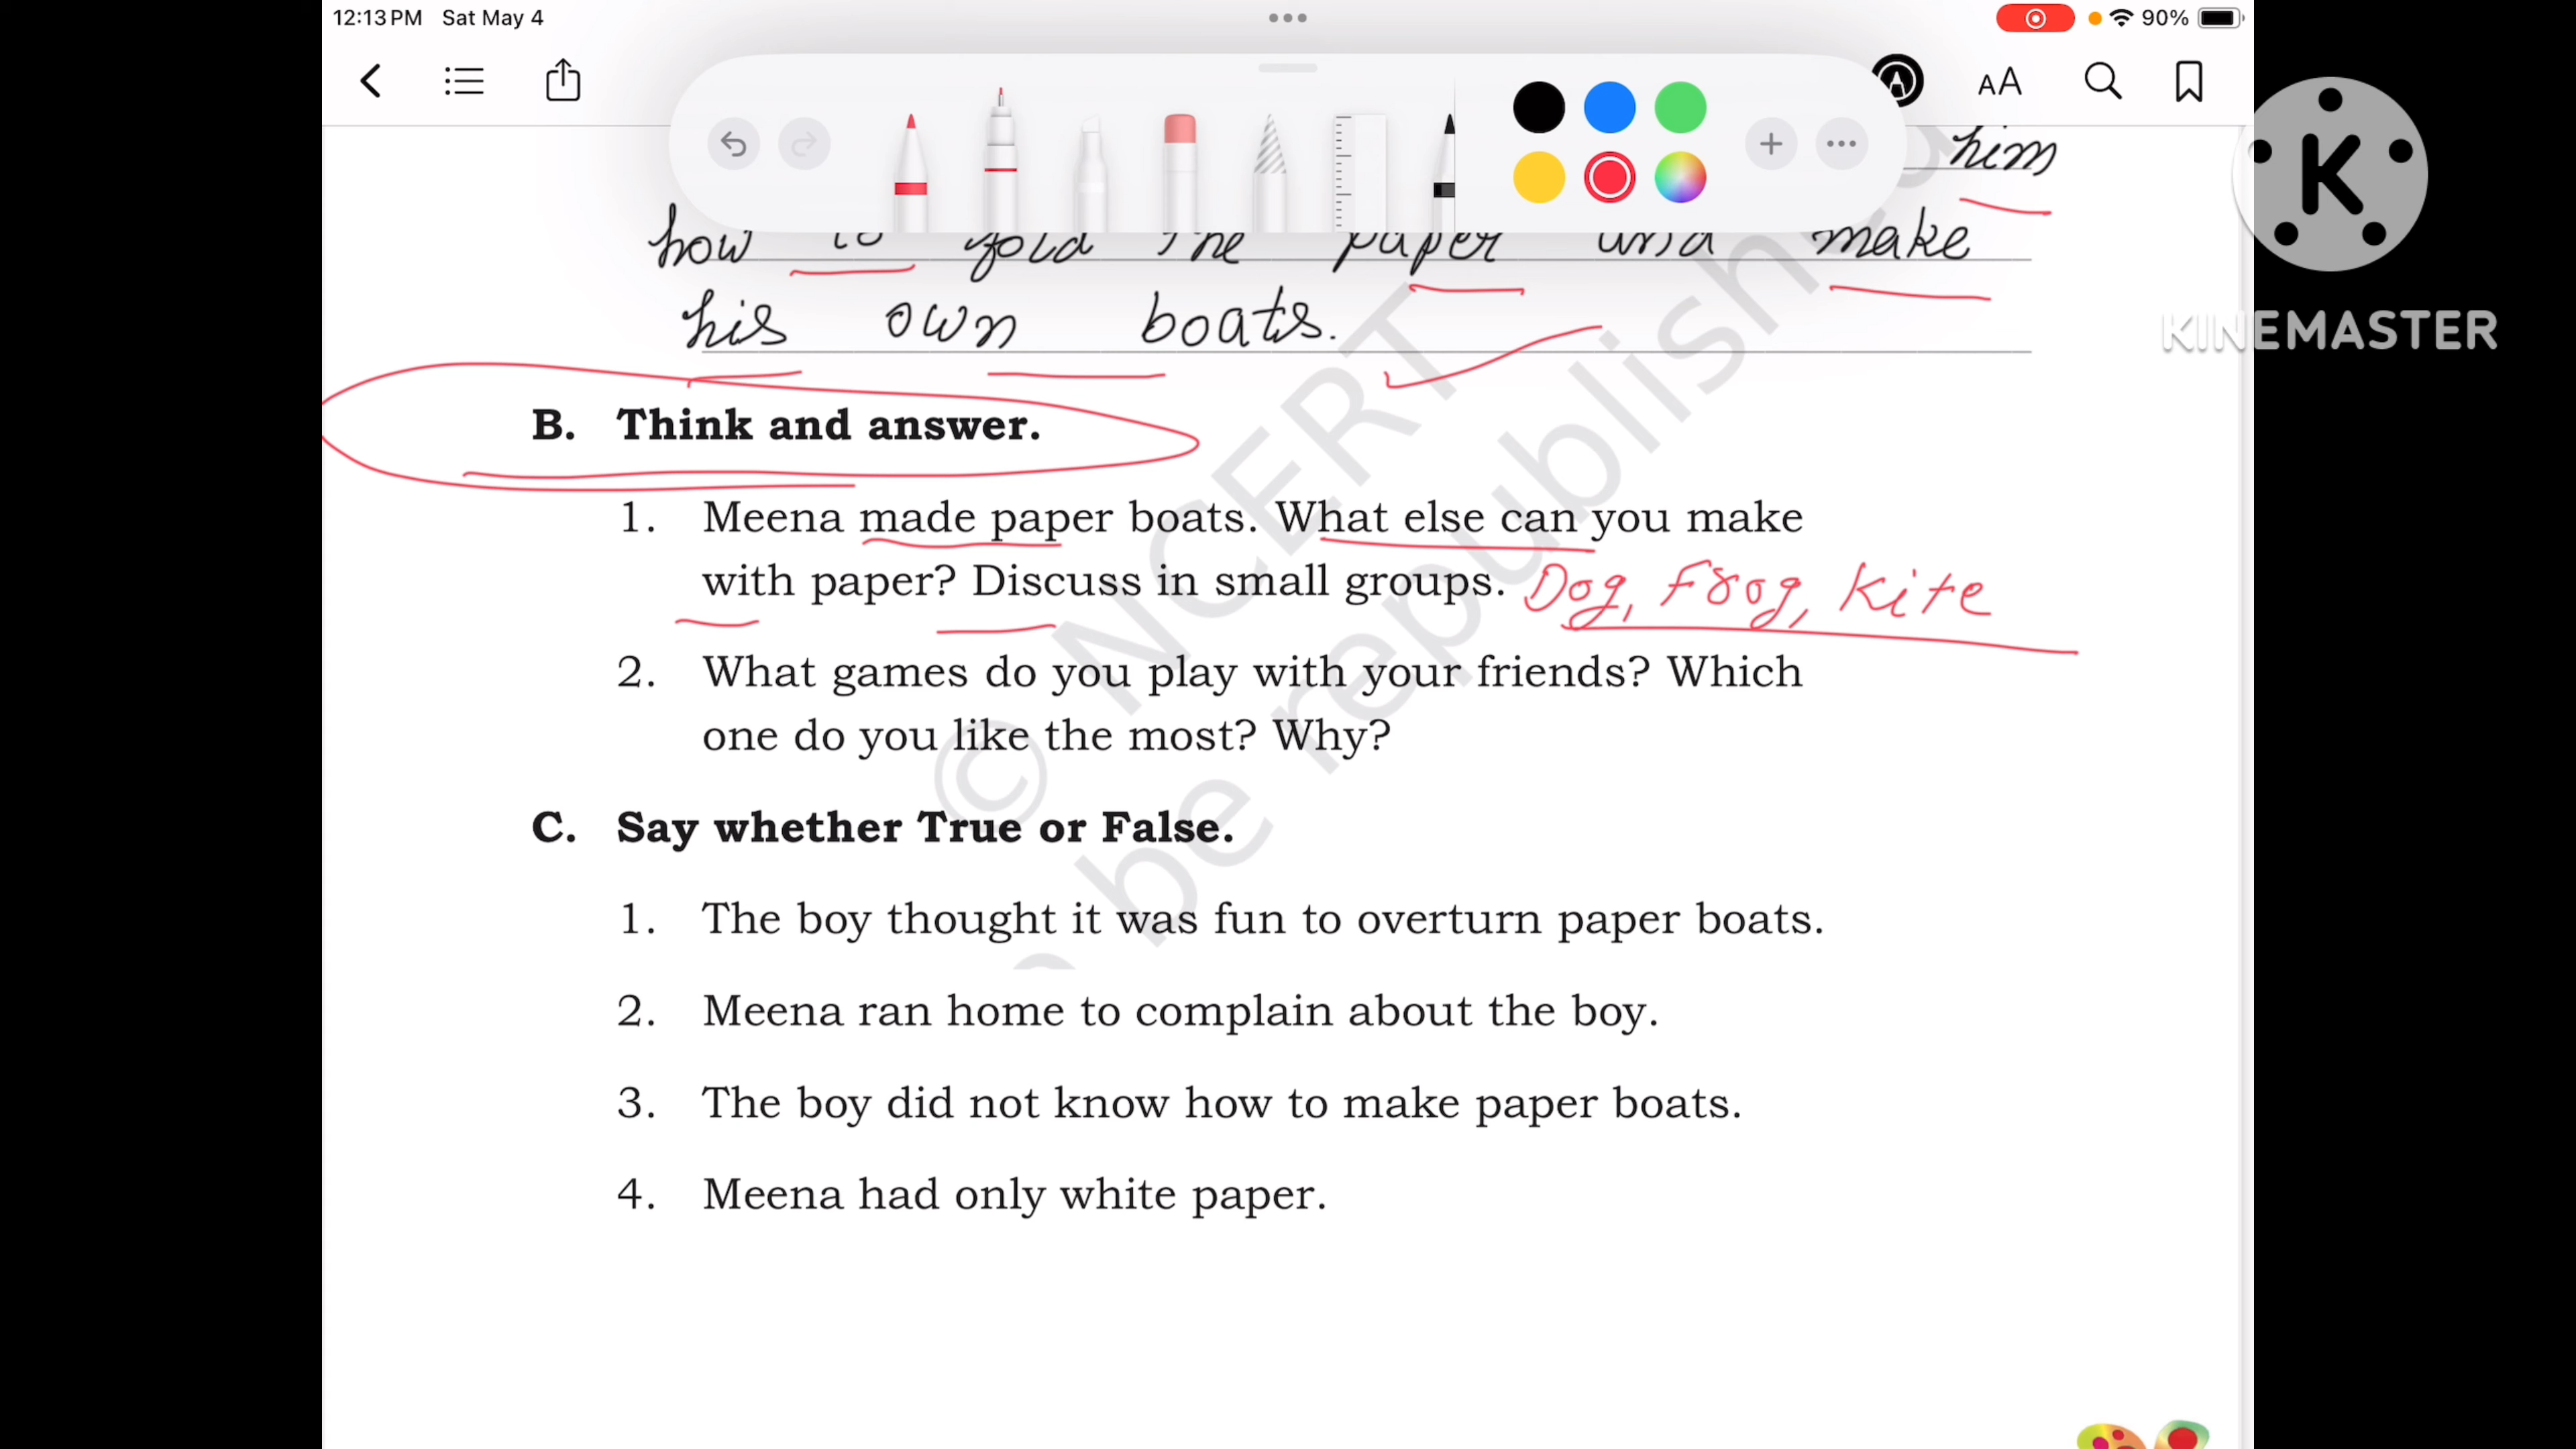 12:13 PM Sat May 4
90%
AA
him
how to fold the paper and make
K
his own boats.
KINEMASTER
B. Think and answer.
1. Meena made paper boats. What else can you make
with paper? Discuss in small groups. Dog, Frog, Kite
2. What games do you play with your friends? Which
one do you like the most? Why?
C. Say whether True or False.
1. The boy thought it was fun to overturn paper boats.
2. Meena ran home to complain about the boy.
3. The boy did not know how to make paper boats.
4. Meena had only white paper.
© NCERT
be republish